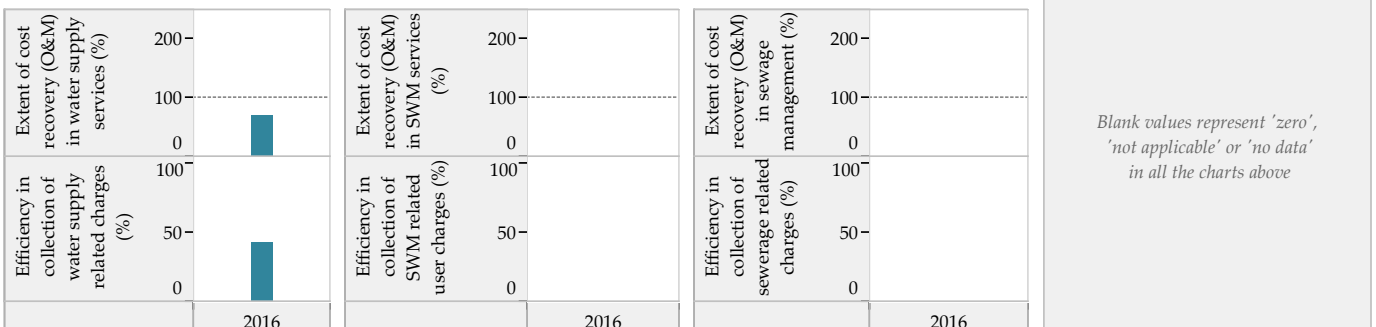 Extent of cost
recovery (O&M)
in water supply
services (%)
200
100
0
Efficiency in
collection of
water supply
related charges
(%)
100
50
0
2016
Extent of cost
recovery (O&M)
in SWM services
(%)
200
100
0
Efficiency in
collection of
SWM related
user charges (%)
100
50
0
2016
Extent of cost
recovery (O&M)
in sewage
management (%)
200
100
0
Efficiency in
collection of
sewerage related
charges (%)
100
50
0
2016
Blank values represent 'zero',
'not applicable' or 'no data'
in all the charts above